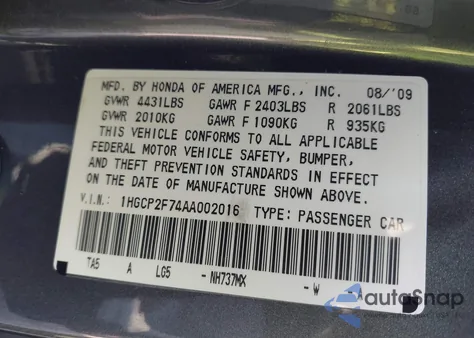 MFD. BY HONDA OF AMERICA MFG., INC. 08/'09
GVWR 4431LBS GAWR F 2403LBS R 2061LBS
GVWR 2010KG GAWR F 1090KG R 935KG
THIS VEHICLE CONFORMS TO ALL APPLICABLE
FEDERAL MOTOR VEHICLE SAFETY, BUMPER,
AND THEFT PREVENTION STANDARDS IN EFFECT
ON THE DATE OF MANUFACTURE SHOWN ABOVE.
V.I.N.: 1HGCP2F74AA002016 TYPE: PASSENGER CAR
TA5 A LG5 -NH737MX -W -A
autoSnap